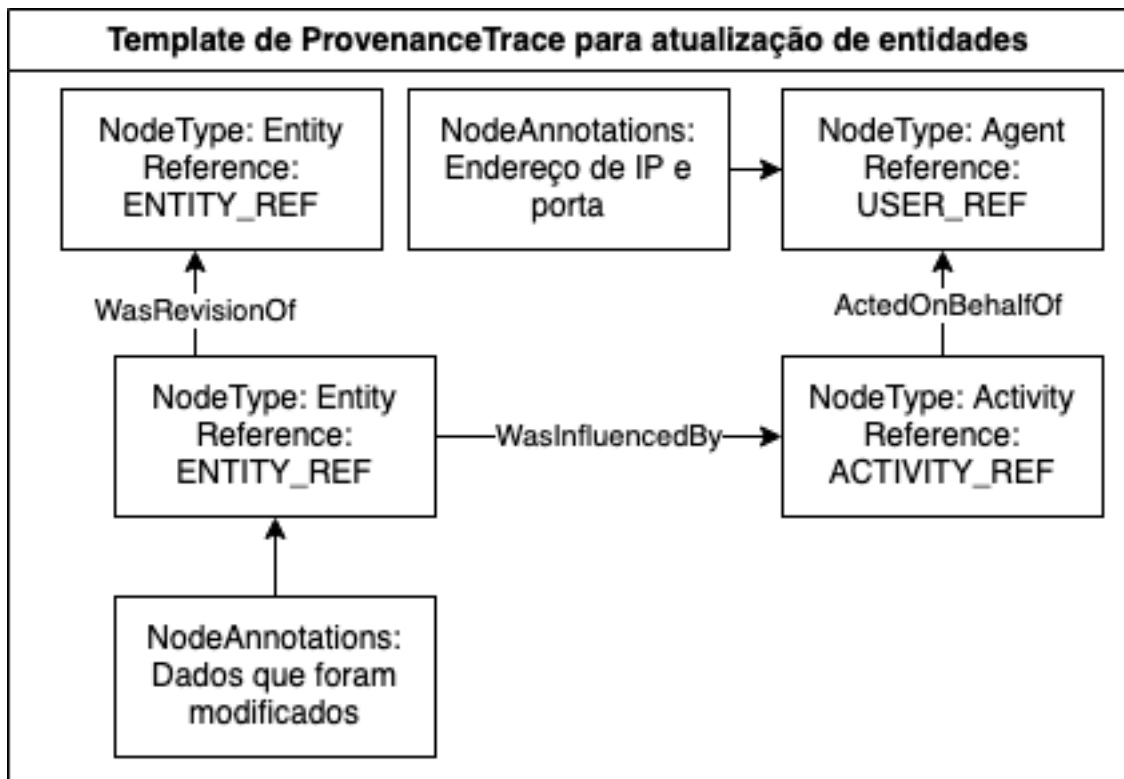 Template de ProvenanceTrace para atualização de entidades
NodeType: Entity
Reference:
ENTITY_REF
NodeAnnotations:
Endereço de IP e
porta
NodeType: Agent
Reference:
USER_REF
WasRevisionOf
ActedOnBehalfOf
NodeType: Entity
Reference:
ENTITY_REF
WasInfluencedBy
NodeType: Activity
Reference:
ACTIVITY_REF
NodeAnnotations:
Dados que foram
modificados